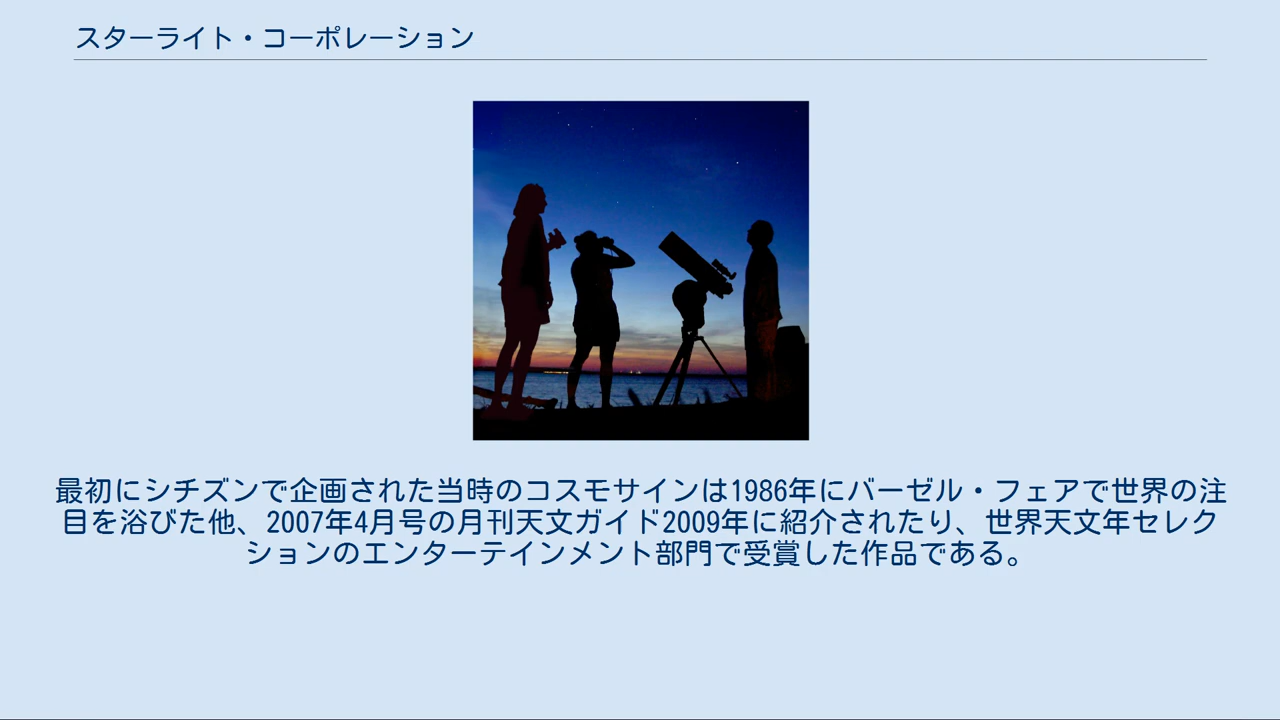 スターライト・コーポレーション
最初にシチズンで企画された当時のコスモサインは1986年にバーゼル・フェアで世界の注
目を浴びた他、2007年4月号の月刊天文ガイド2009年に紹介されたり、世界天文年セレク
ションのエンターテインメント部門で受賞した作品である。